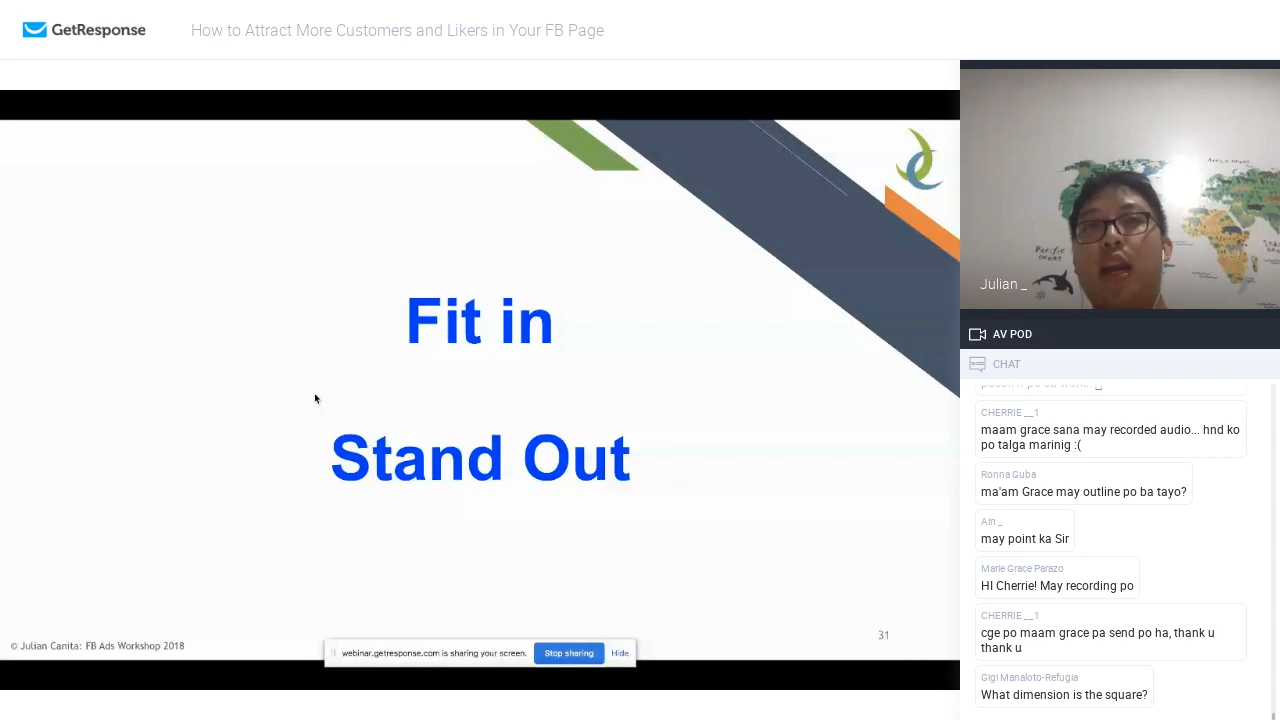 GetResponse
How to Attract More Customers and Likers in Your FB Page
Fit in
Stand Out
© Julian Canita: FB Ads Workshop 2018
31
webinar.getresponse.com is sharing your screen.
Stop sharing
Hide
Pacific
Ocean
Julian _
AV POD
CHAT
CHERRIE __1
maam grace sana may recorded audio... hnd ko
po talga marinig :(
Ronna Guba
ma'am Grace may outline po ba tayo?
Ain _
may point ka Sir
Marie Grace Parazo
HI Cherrie! May recording po
CHERRIE __1
cge po maam grace pa send po ha, thank u
thank u
Gigi Manaloto-Refugia
What dimension is the square?